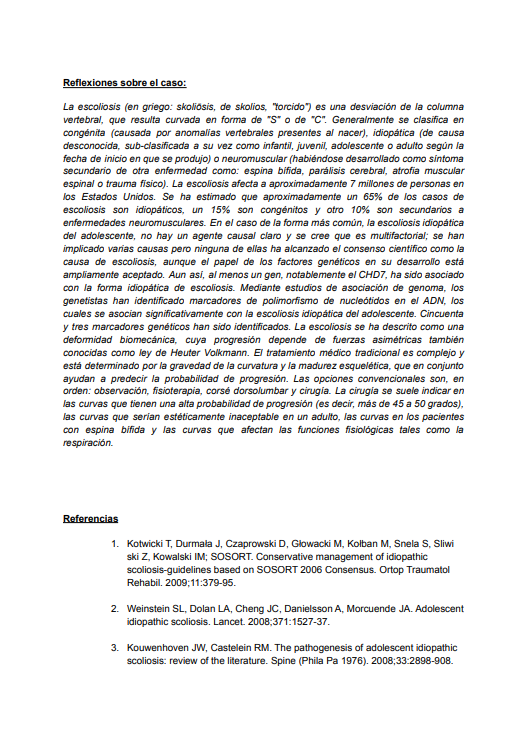 Reflexiones sobre el caso:
La escoliosis (en griego: skoliōsis, de skolios, "torcido") es una desviación de la columna
vertebral, que resulta curvada en forma de "S" o de "C". Generalmente se clasifica en
congénita (causada por anomalías vertebrales presentes al nacer), idiopática (de causa
desconocida, sub-clasificada a su vez como infantil, juvenil, adolescente o adulto según la
fecha de inicio en que se produjo) o neuromuscular (habiéndose desarrollado como síntoma
secundario de otra enfermedad como: espina bífida, parálisis cerebral, atrofia muscular
espinal o trauma físico). La escoliosis afecta a aproximadamente 7 millones de personas en
los Estados Unidos. Se ha estimado que aproximadamente un 65% de los casos de
escoliosis son idiopáticos, un 15% son congénitos y otro 10% son secundarios a
enfermedades neuromusculares. En el caso de la forma más común, la escoliosis idiopática
del adolescente, no hay un agente causal claro y se cree que es multifactorial; se han
implicado varias causas pero ninguna de ellas ha alcanzado el consenso científico como la
causa de escoliosis, aunque el papel de los factores genéticos en su desarrollo está
ampliamente aceptado. Aun así, al menos un gen, notablemente el CHD7, ha sido asociado
con la forma idiopática de escoliosis. Mediante estudios de asociación de genoma, los
genetistas han identificado marcadores de polimorfismo de nucleótidos en el ADN, los
cuales se asocian significativamente con la escoliosis idiopática del adolescente. Cincuenta
y tres marcadores genéticos han sido identificados. La escoliosis se ha descrito como una
deformidad biomecánica, cuya progresión depende de fuerzas asimétricas también
conocidas como ley de Heuter Volkmann. El tratamiento médico tradicional es complejo y
está determinado por la gravedad de la curvatura y la madurez esquelética, que en conjunto
ayudan a predecir la probabilidad de progresión. Las opciones convencionales son, en
orden: observación, fisioterapia, corsé dorsolumbar y cirugía. La cirugía se suele indicar en
las curvas que tienen una alta probabilidad de progresión (es decir, más de 45 a 50 grados),
las curvas que serían estéticamente inaceptable en un adulto, las curvas en los pacientes
con espina bífida y las curvas que afectan las funciones fisiológicas tales como la
respiración.
Referencias
1. Kotwicki T, Durmała J, Czaprowski D, Głowacki M, Kołban M, Snela S, Sliwi
ski Z, Kowalski IM; SOSORT. Conservative management of idiopathic
scoliosis-guidelines based on SOSORT 2006 Consensus. Ortop Traumatol
Rehabil. 2009;11:379-95.
2. Weinstein SL, Dolan LA, Cheng JC, Danielsson A, Morcuende JA. Adolescent
idiopathic scoliosis. Lancet. 2008;371:1527-37.
3. Kouwenhoven JW, Castelein RM. The pathogenesis of adolescent idiopathic
scoliosis: review of the literature. Spine (Phila Pa 1976). 2008;33:2898-908.